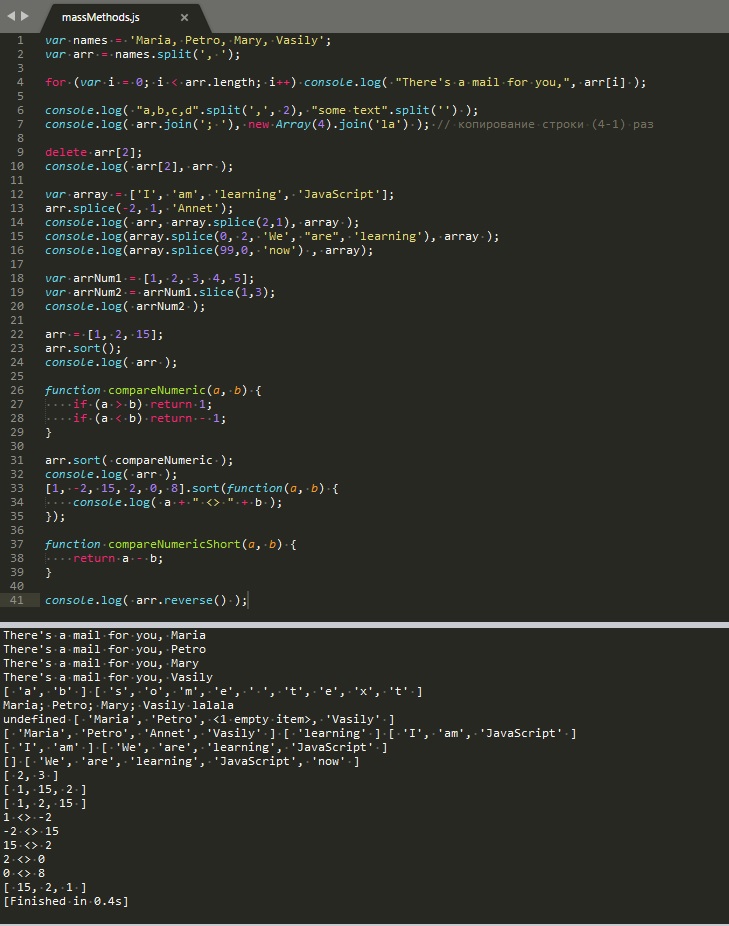 massMethods.js ×
1 var names = 'Maria, Petro, Mary, Vasily';
2 var arr = names.split(', ');
3
4 for (var i = 0; i < arr.length; i++) console.log( "There's a mail for you,", arr[i] );
5
6 console.log( "a,b,c,d".split(',', 2), "some text".split('') );
7 console.log( arr.join('; '), new Array(4).join('la') ); // копирование строки (4-1) раз
8
9 delete arr[2];
10 console.log( arr[2], arr );
11
12 var array = ['I', 'am', 'learning', 'JavaScript'];
13 arr.splice(-2, 1, 'Annet');
14 console.log( arr, array.splice(2,1), array );
15 console.log(array.splice(0, 2, 'We', "are", 'learning'), array );
16 console.log(array.splice(99,0, 'now') , array);
17
18 var arrNum1 = [1, 2, 3, 4, 5];
19 var arrNum2 = arrNum1.slice(1,3);
20 console.log( arrNum2 );
21
22 arr = [1, 2, 15];
23 arr.sort();
24 console.log( arr );
25
26 function compareNumeric(a, b) {
27     if (a > b) return 1;
28     if (a < b) return - 1;
29 }
30
31 arr.sort( compareNumeric );
32 console.log( arr );
33 [1, -2, 15, 2, 0, 8].sort(function(a, b) {
34     console.log( a + " <> " + b );
35 });
36
37 function compareNumericShort(a, b) {
38     return a - b;
39 }
40
41 console.log( arr.reverse() );
There's a mail for you, Maria
There's a mail for you, Petro
There's a mail for you, Mary
There's a mail for you, Vasily
[ 'a', 'b' ] [ 's', 'o', 'm', 'e', ' ', 't', 'e', 'x', 't' ]
Maria; Petro; Mary; Vasily lalala
undefined [ 'Maria', 'Petro', <1 empty item>, 'Vasily' ]
[ 'Maria', 'Petro', 'Annet', 'Vasily' ] [ 'learning' ] [ 'I', 'am', 'JavaScript' ]
[ 'I', 'am' ] [ 'We', 'are', 'learning', 'JavaScript' ]
[] [ 'We', 'are', 'learning', 'JavaScript', 'now' ]
[ 2, 3 ]
[ 1, 15, 2 ]
[ 1, 2, 15 ]
1 <> -2
-2 <> 15
15 <> 2
2 <> 0
0 <> 8
[ 15, 2, 1 ]
[Finished in 0.4s]